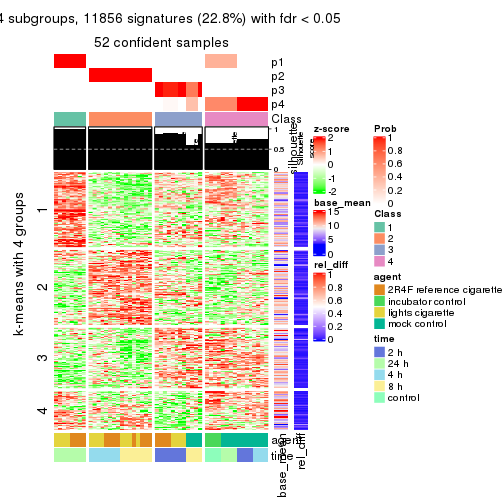 4 subgroups, 11856 signatures (22.8%) with fdr < 0.05
52 confident samples
p1
p2
p3
p4
Class
1
0.5
0
silhouette
Silhouette
score
k-means with 4 groups
1
2
3
4
agent
time
base_mean
rel_diff
z-score
2
1
0
-1
-2
base_mean
15
10
5
0
rel_diff
1
0.8
0.6
0.4
0.2
0
Prob
1
0.8
0.6
0.4
0.2
0
Class
1
2
3
4
agent
2R4F reference cigarette
incubator control
lights cigarette
mock control
time
2 h
24 h
4 h
8 h
control